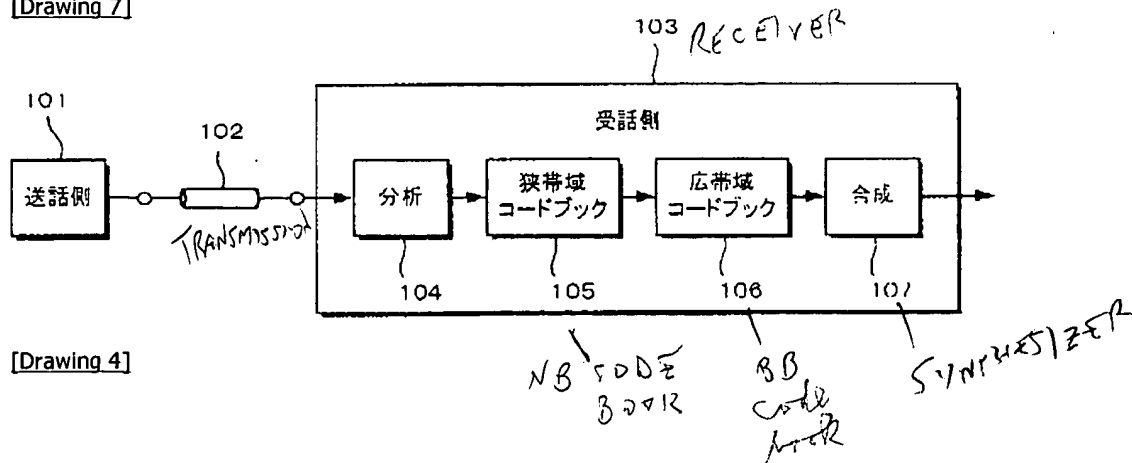 [Drawing 7]
103 RECEIVER
101
受話側
102
送話側
分析
狭帯域
コードブック
広帯域
コードブック
合成
TRANSMISSION
104
105
106
107
[Drawing 4]
NB CODE
BOOK
BB
Code
Book
SYNTHESIZER